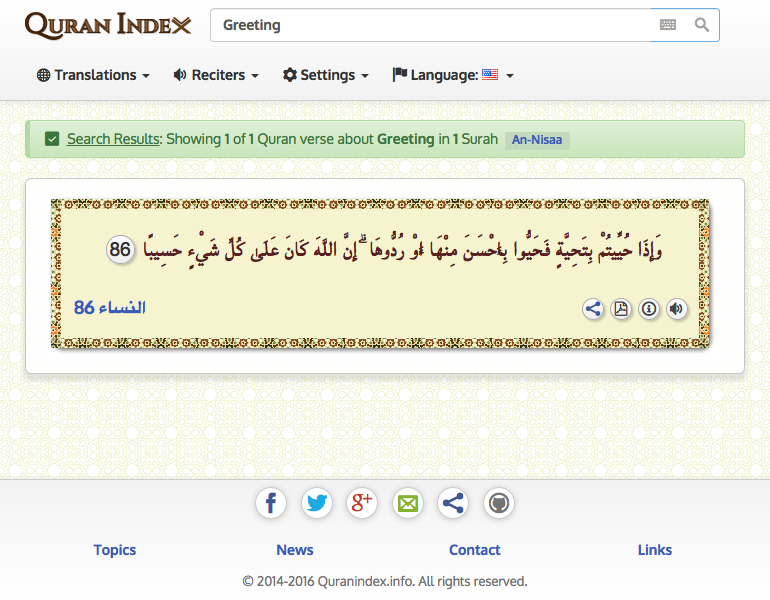 QURAN INDEX
Greeting
Translations Reciters Settings Language:
Search Results: Showing 1 of 1 Quran verse about Greeting in 1 Surah An-Nisaa
وَإِذَا حُيِّيتُمْ بِتَحِيَّةٍ فَحَيُّوا بِأَحْسَنَ مِنْهَا أَوْ رُدُّوهَا ۗ إِنَّ اللَّهَ كَانَ عَلَىٰ كُلِّ شَيْءٍ حَسِيبًا 86
النساء 86
Topics News Contact Links
© 2014-2016 Quranindex.info. All rights reserved.